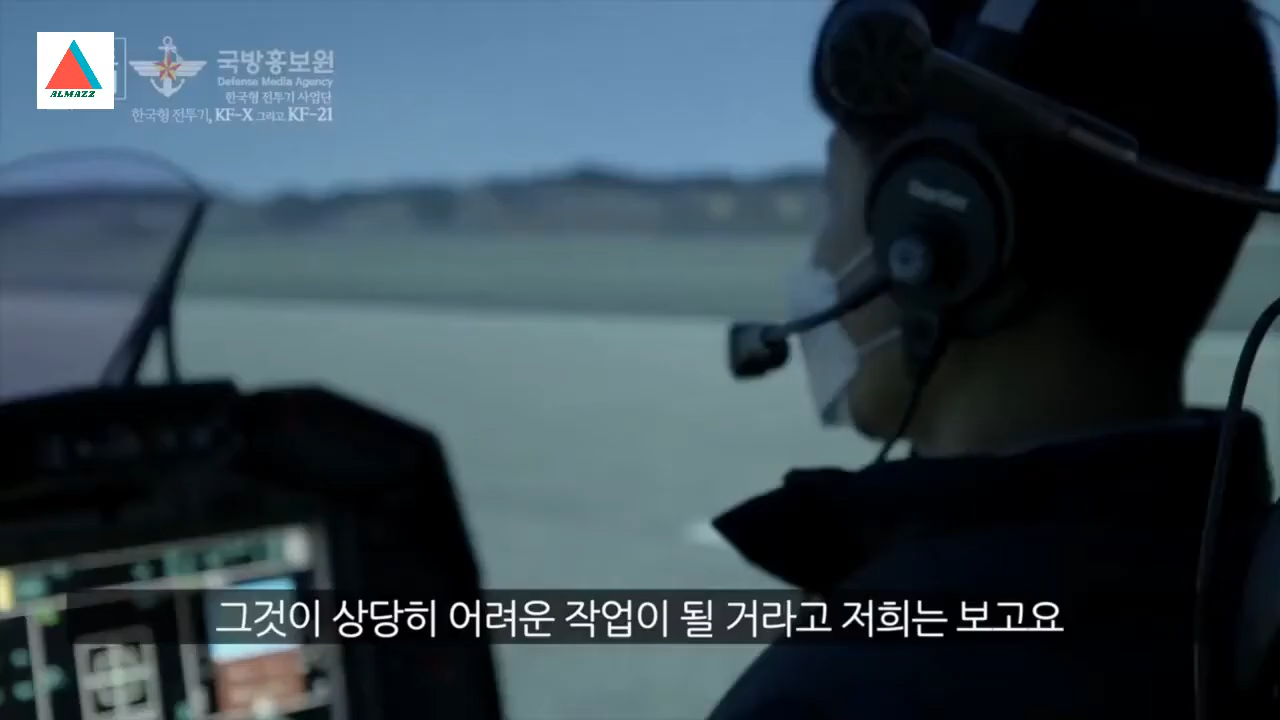 ALMAZZ
국방홍보원
Defense Media Agency
한국형 전투기 사업단
한국형 전투기, KF-X 그리고 KF-21
그것이 상당히 어려운 작업이 될 거라고 저희는 보고요